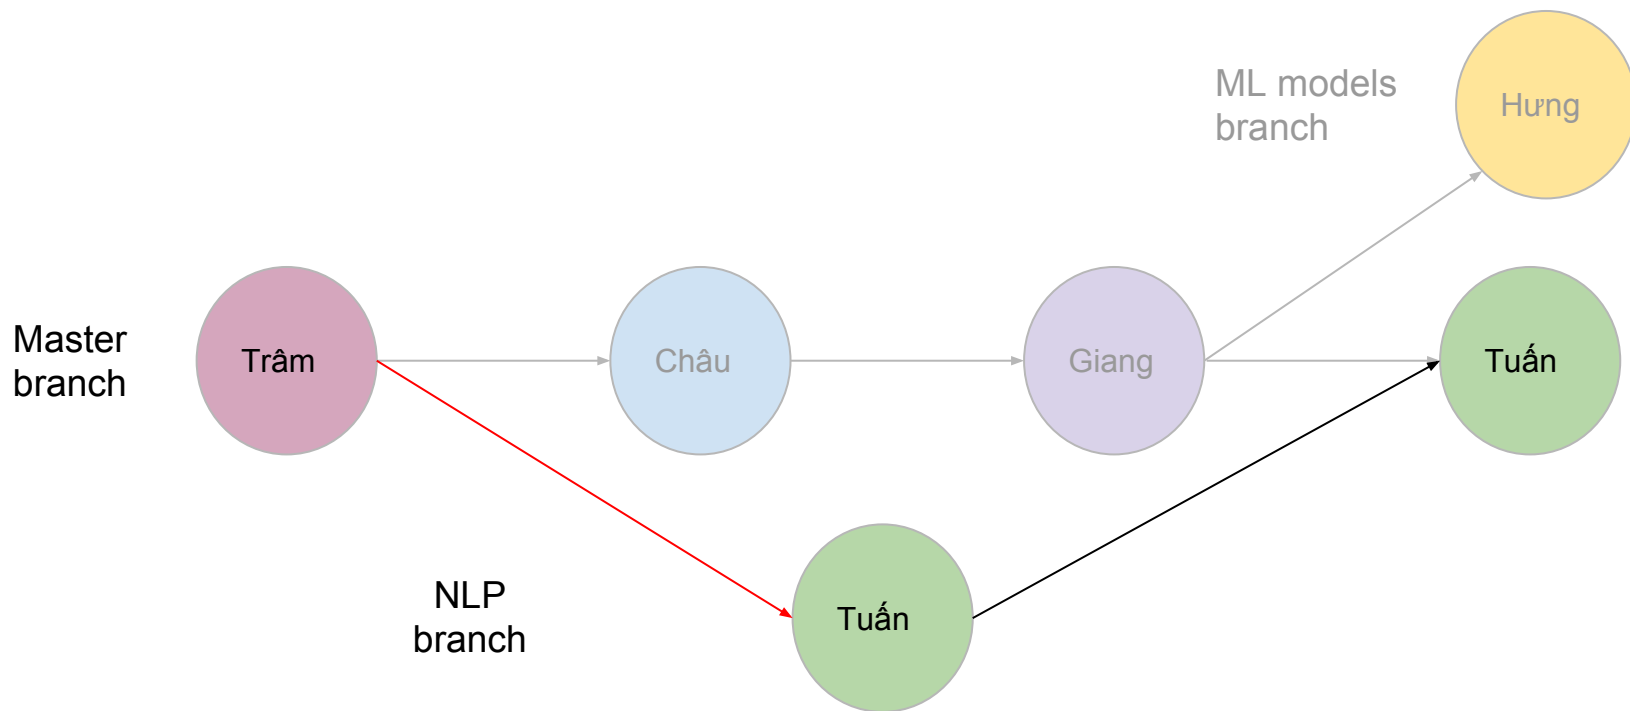 ML models
branch
Hưng
Master
branch
Trâm
Châu
Giang
Tuấn
NLP
branch
Tuấn